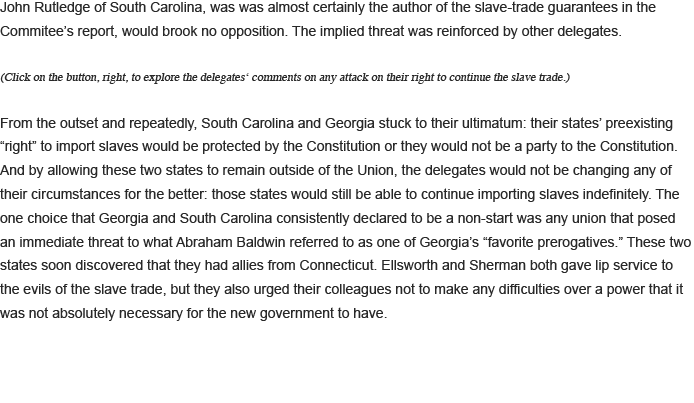 John Rutledge of South Carolina, was was almost certainly the author of the slave-trade guarantees in the
Commitee’s report, would brook no opposition. The implied threat was reinforced by other delegates.
(Click on the button, right, to explore the delegates‘ comments on any attack on their right to continue the slave trade.)
From the outset and repeatedly, South Carolina and Georgia stuck to their ultimatum: their states’ preexisting
“right” to import slaves would be protected by the Constitution or they would not be a party to the Constitution.
And by allowing these two states to remain outside of the Union, the delegates would not be changing any of
their circumstances for the better: those states would still be able to continue importing slaves indefinitely. The
one choice that Georgia and South Carolina consistently declared to be a non-start was any union that posed
an immediate threat to what Abraham Baldwin referred to as one of Georgia’s “favorite prerogatives.” These two
states soon discovered that they had allies from Connecticut. Ellsworth and Sherman both gave lip service to
the evils of the slave trade, but they also urged their colleagues not to make any difficulties over a power that it
was not absolutely necessary for the new government to have.